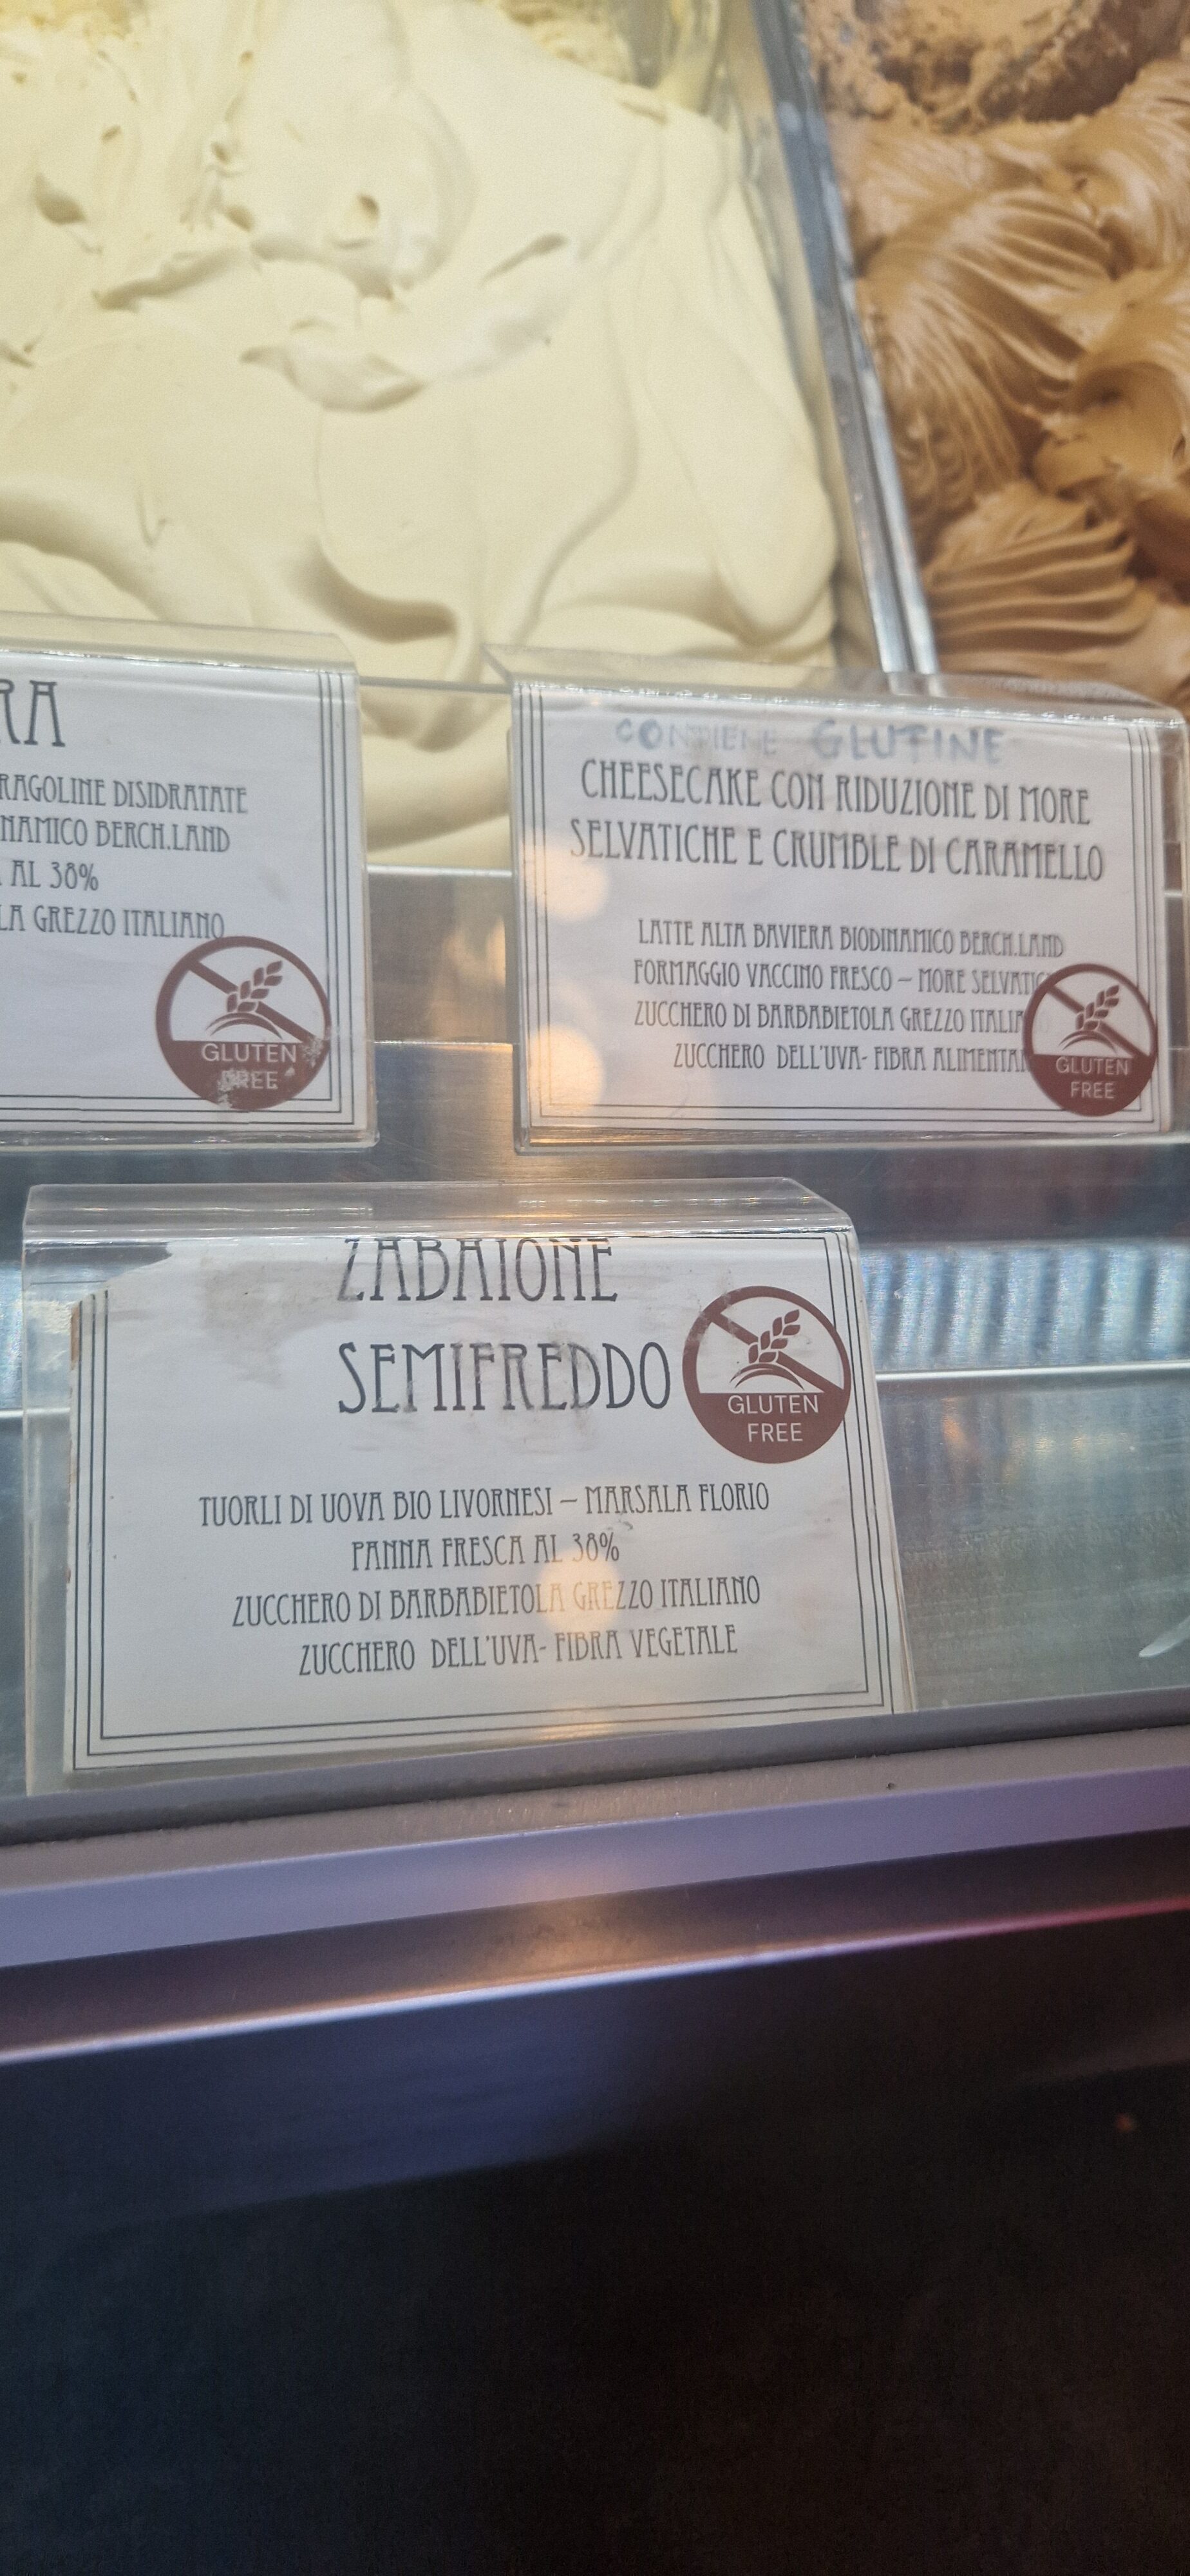 RA
RAGOLINE DISIDRATATE
NAMICO BERCH.LAND
AL 38%
LA GREZZO ITALIANO
GLUTEN
FREE
CONTIENE GLUTINE
CHEESECAKE CON RIDUZIONE DI MORE
SELVATICHE E CRUMBLE DI CARAMELLO
LATTE ALTA BAVIERA BIODINAMICO BERCH.LAND
FORMAGGIO VACCINO FRESCO – MORE SELVATIC
ZUCCHERO DI BARBABIETOLA GREZZO ITALIA
ZUCCHERO DELL'UVA- FIBRA ALIMENTAR
GLUTEN
FREE
ZABAIONE
SEMIFREDDO
GLUTEN
FREE
TUORLI DI UOVA BIO LIVORNESI – MARSALA FLORIO
PANNA FRESCA AL 38%
ZUCCHERO DI BARBABIETOLA GREZZO ITALIANO
ZUCCHERO DELL'UVA- FIBRA VEGETALE